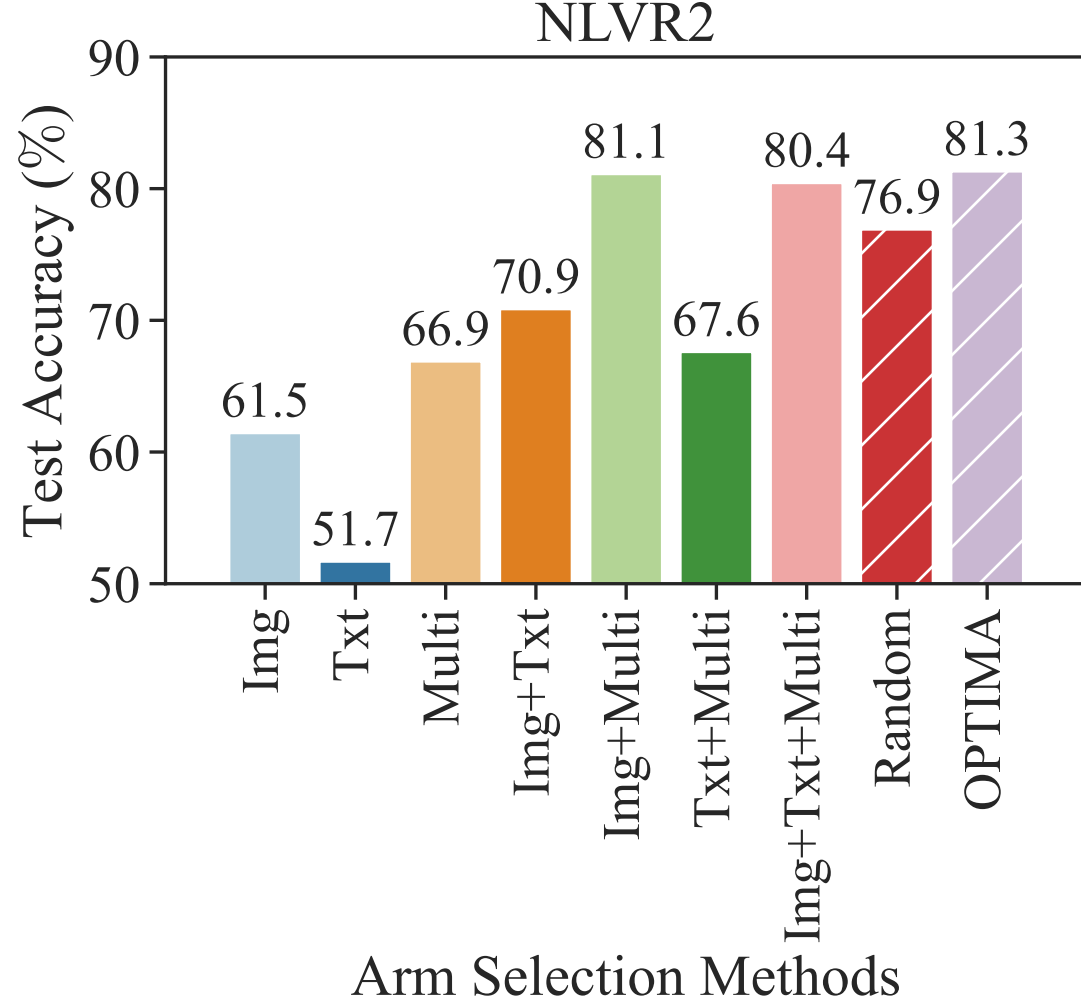 NLVR2
Test Accuracy (%)
90
80
70
60
50
61.5
51.7
66.9
70.9
81.1
67.6
80.4
76.9
81.3
Img
Txt
Multi
Img+Txt
Img+Multi
Txt+Multi
Img+Txt+Multi
Random
OPTIMA
Arm Selection Methods